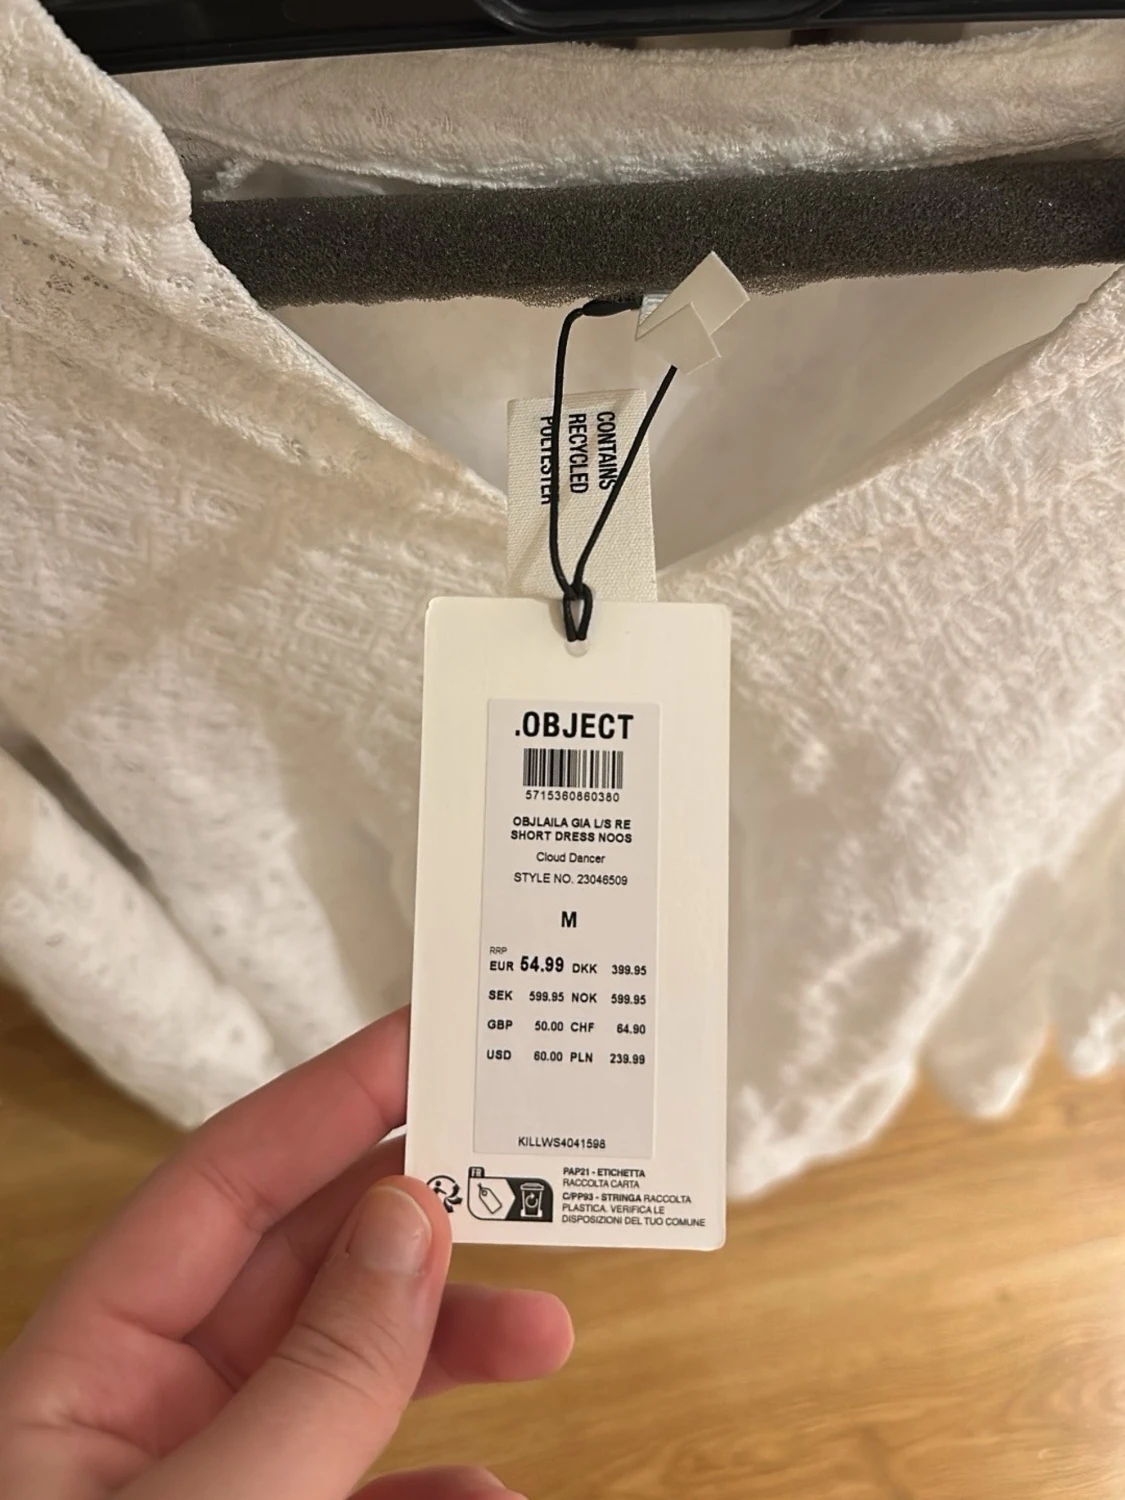 CONTAINS
RECYCLED
POLYESTER
.OBJECT
5715360860380
OBJLAILA GIA L/S RE
SHORT DRESS NOOS
Cloud Dancer
STYLE NO. 23046509
M
RRP
EUR 54.99 DKK 399.95
SEK 599.95 NOK 599.95
GBP 50.00 CHF 64.90
USD 60.00 PLN 239.99
KILLWS4041598
FR
PAP21 - ETICHETTA
RACCOLTA CARTA
C/PP93 - STRINGA RACCOLTA
PLASTICA. VERIFICA LE
DISPOSIZIONI DEL TUO COMUNE